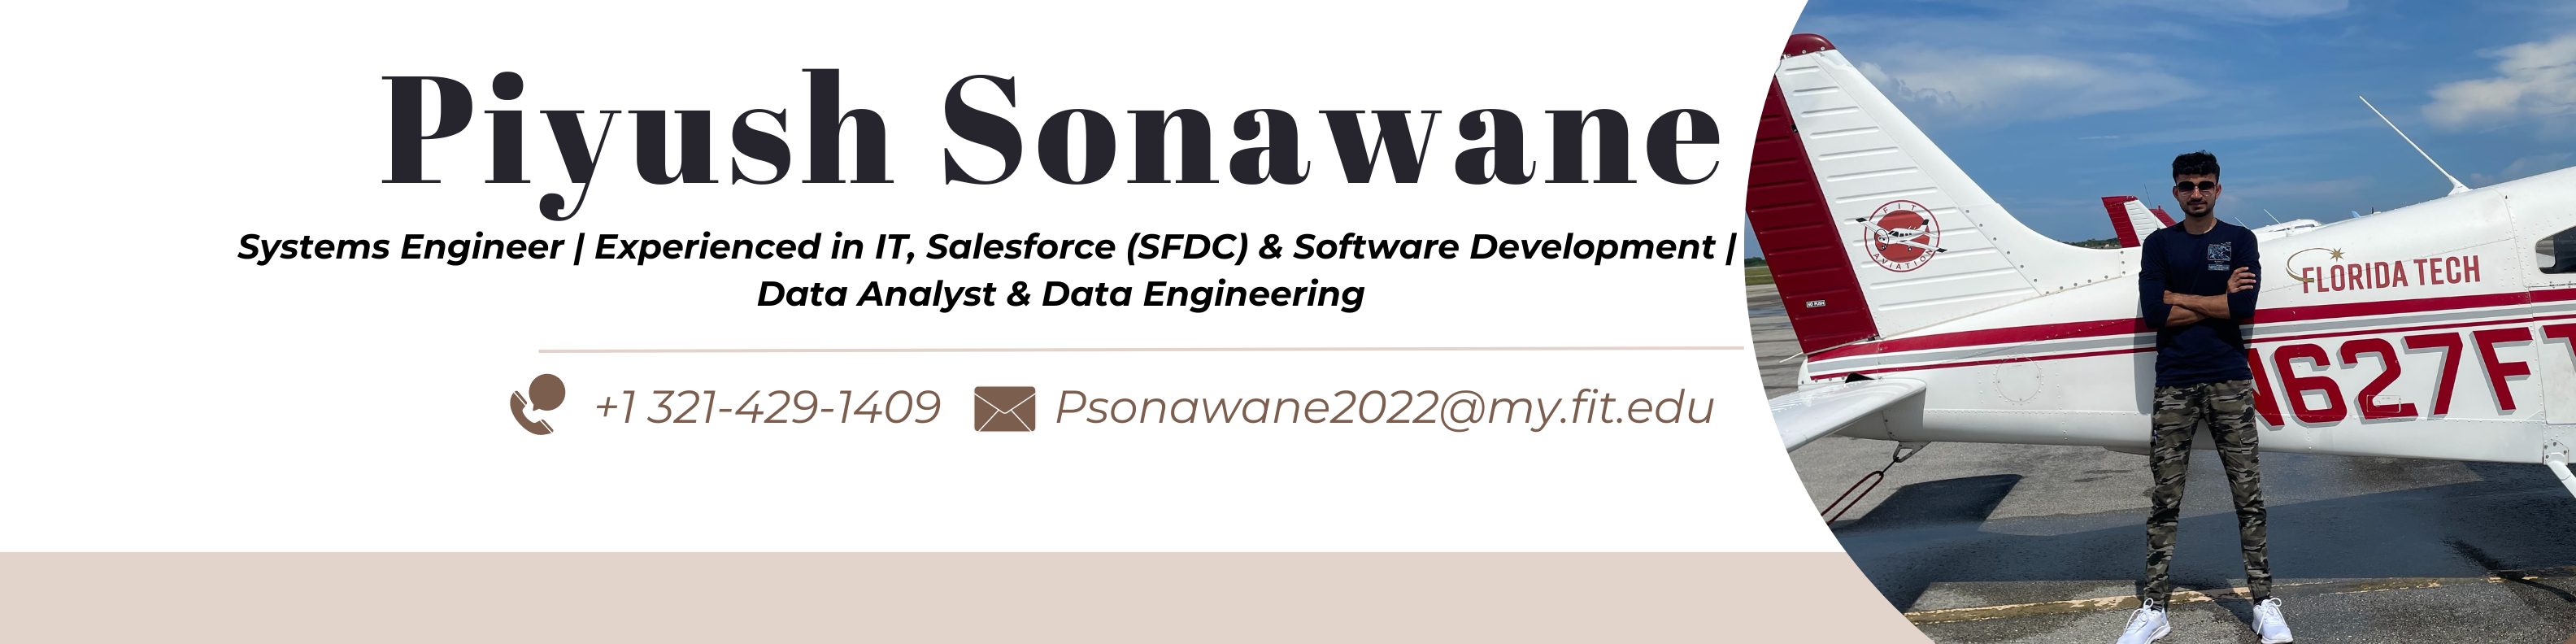 Piyush Sonawane
Systems Engineer | Experienced in IT, Salesforce (SFDC) & Software Development |
Data Analyst & Data Engineering
+1 321-429-1409 Psonawane2022@my.fit.edu
FIT
AVIATION
NO PUSH
FLORIDA TECH
N627FT